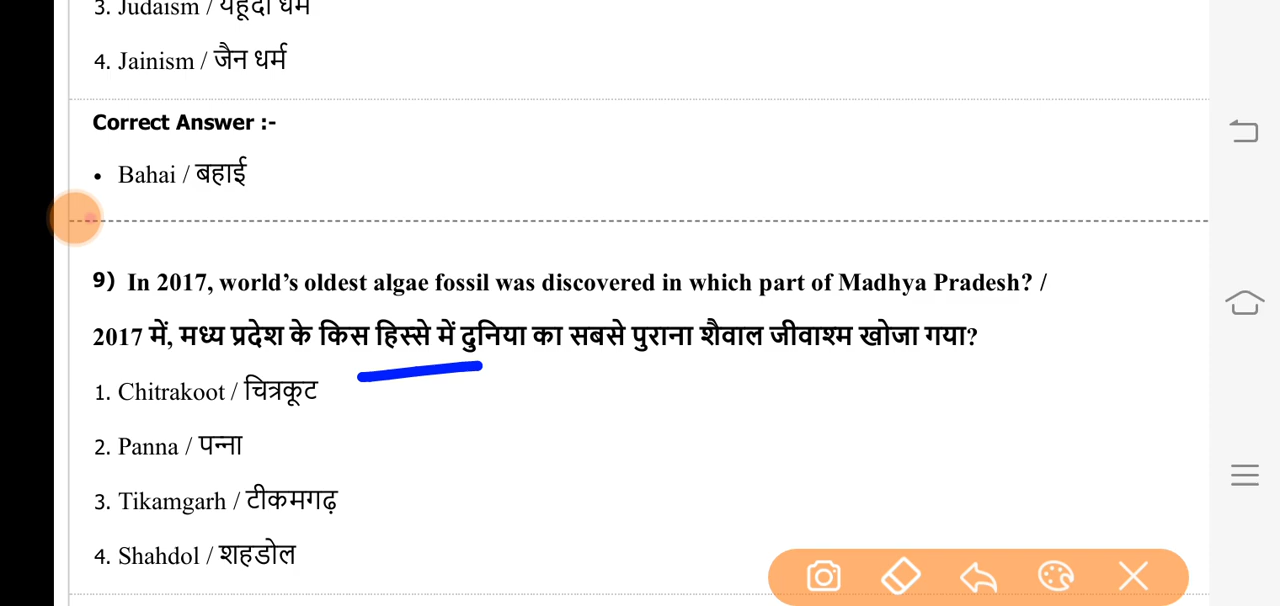 3. Judaism / यहूदी धर्म
4. Jainism / जैन धर्म
Correct Answer :-
• Bahai / बहाई
9) In 2017, world’s oldest algae fossil was discovered in which part of Madhya Pradesh? /
2017 में, मध्य प्रदेश के किस हिस्से में दुनिया का सबसे पुराना शैवाल जीवाश्म खोजा गया?
1. Chitrakoot / चित्रकूट
2. Panna / पन्ना
3. Tikamgarh / टीकमगढ़
4. Shahdol / शहडोल